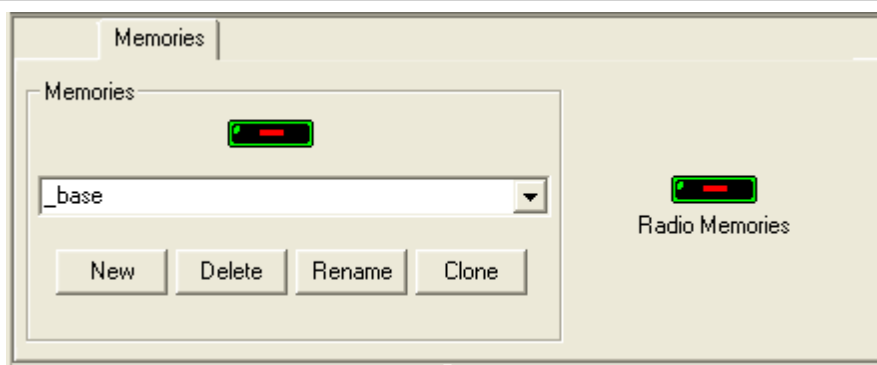 Memories
Memories
_base
Radio Memories
New Delete Rename Clone